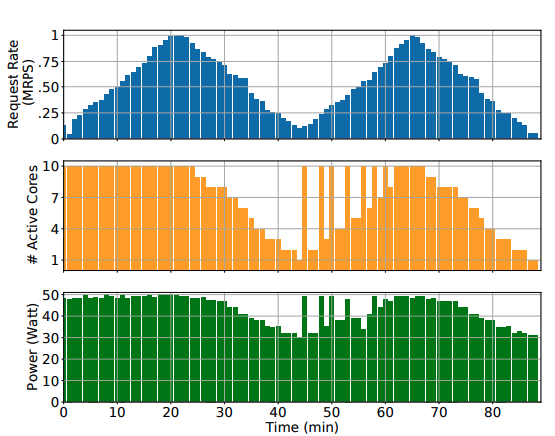 Request Rate
(MRPS)
1
.75
.50
.25
0
# Active Cores
10
7
4
1
Power (Watt)
50
40
30
20
10
0
0 10 20 30 40 50 60 70 80
Time (min)